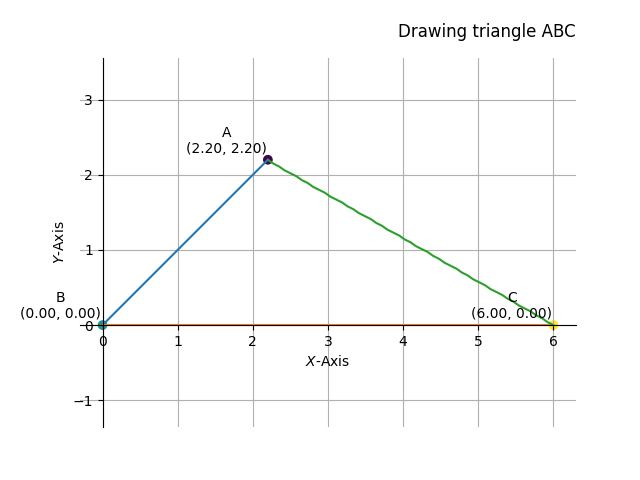 Drawing triangle ABC
3
A
(2.20, 2.20)
2
Y-Axis
1
B
(0.00, 0.00)
C
(6.00, 0.00)
0
0 1 2 3 4 5 6
X-Axis
−1